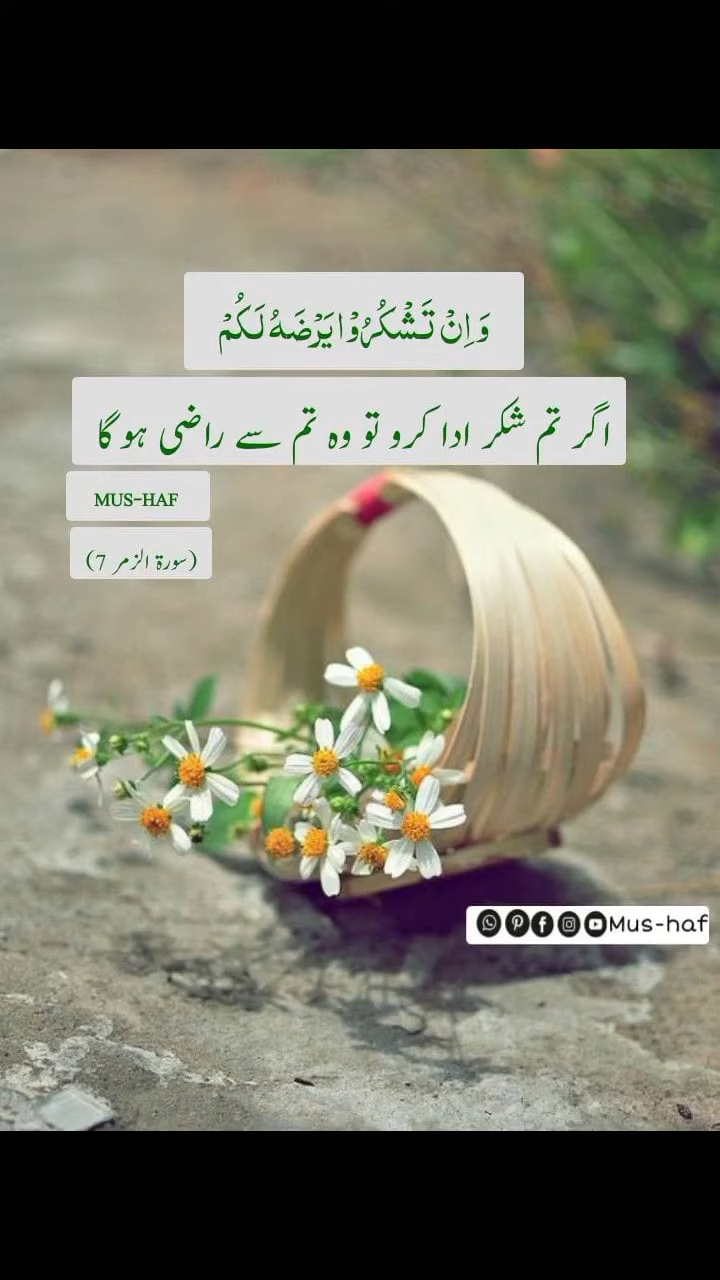 وَاِنۡ تَشۡكُرُوۡا يَرۡضَهُ لَكُمۡ
اگر تم شکر ادا کرو تو وہ تم سے راضی ہو گا
MUS-HAF
(سورۃ الزمر 7)
Mus-haf